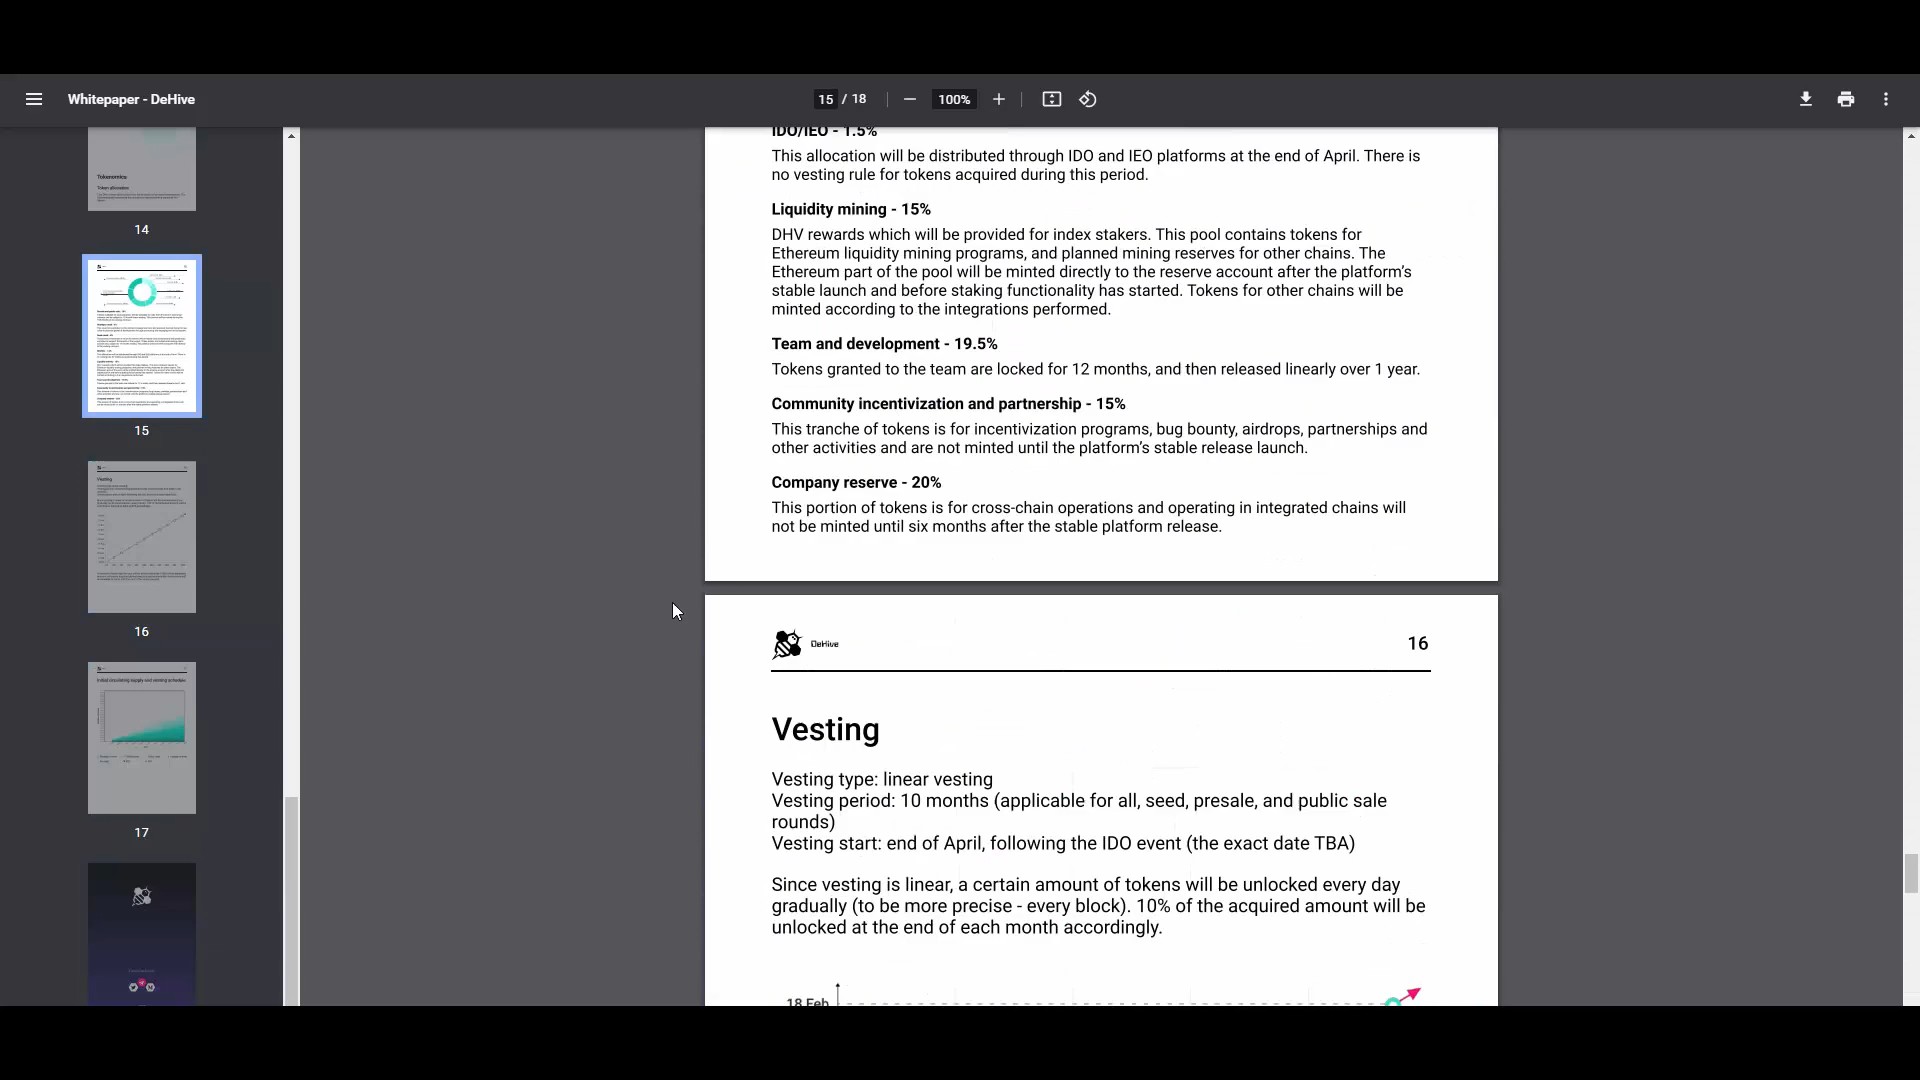 Whitepaper - DeHive
15 / 18
100%
Tokenomics
Token allocation
14
15
Vesting
16
Initial circulating supply and vesting schedule
17
IDO/IEO - 1.5%
This allocation will be distributed through IDO and IEO platforms at the end of April. There is
no vesting rule for tokens acquired during this period.
Liquidity mining - 15%
DHV rewards which will be provided for index stakers. This pool contains tokens for
Ethereum liquidity mining programs, and planned mining reserves for other chains. The
Ethereum part of the pool will be minted directly to the reserve account after the platform's
stable launch and before staking functionality has started. Tokens for other chains will be
minted according to the integrations performed.
Team and development - 19.5%
Tokens granted to the team are locked for 12 months, and then released linearly over 1 year.
Community incentivization and partnership - 15%
This tranche of tokens is for incentivization programs, bug bounty, airdrops, partnerships and
other activities and are not minted until the platform's stable release launch.
Company reserve - 20%
This portion of tokens is for cross-chain operations and operating in integrated chains will
not be minted until six months after the stable platform release.
DeHive
16
Vesting
Vesting type: linear vesting
Vesting period: 10 months (applicable for all, seed, presale, and public sale
rounds)
Vesting start: end of April, following the IDO event (the exact date TBA)
Since vesting is linear, a certain amount of tokens will be unlocked every day
gradually (to be more precise - every block). 10% of the acquired amount will be
unlocked at the end of each month accordingly.
18 Feb